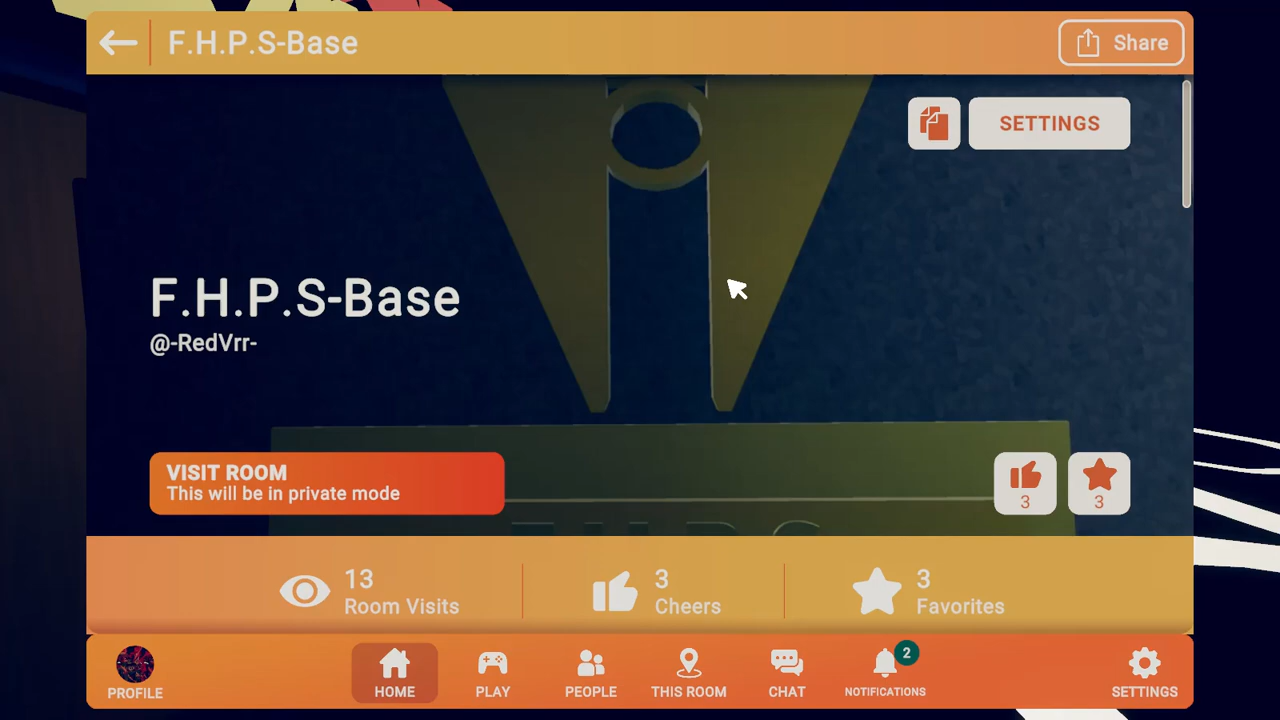 F.H.P.S-Base
Share
SETTINGS
F.H.P.S-Base
@-RedVrr-
VISIT ROOM
This will be in private mode
3
3
13
Room Visits
3
Cheers
3
Favorites
PROFILE
HOME
PLAY
PEOPLE
THIS ROOM
CHAT
2
NOTIFICATIONS
SETTINGS